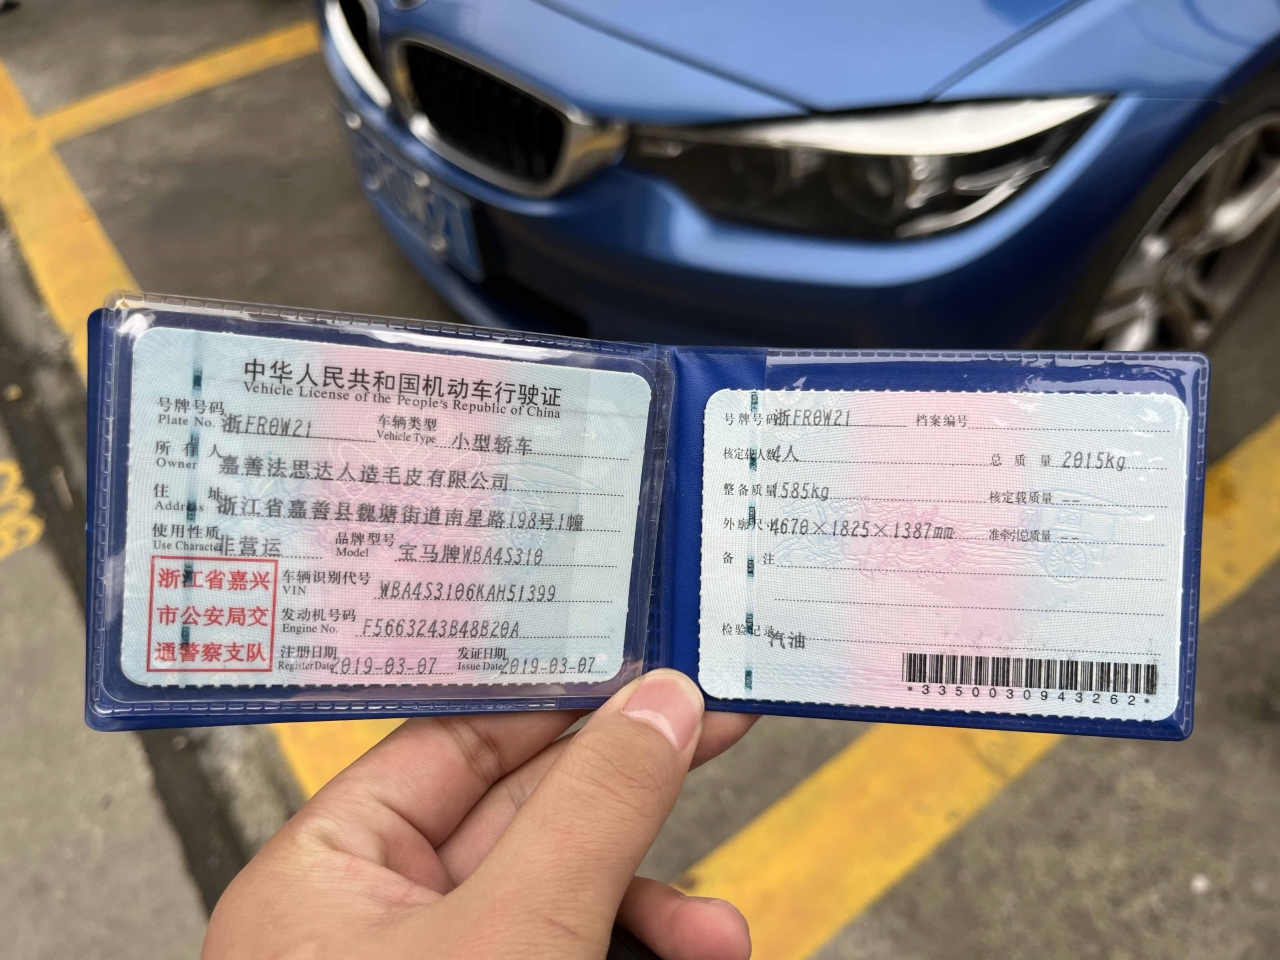 中华人民共和国机动车行驶证
Vehicle License of the People's Republic of China
号牌号码 浙FR0W21 车辆类型 小型轿车
Plate No. Vehicle Type
所有人 嘉善法思达人造毛皮有限公司
Owner
住址 浙江省嘉善县魏塘街道南星路198号1幢
Address
使用性质 非营运 品牌型号 宝马牌WBA4S310
Use Character Model
浙江省嘉兴
市公安局交
通警察支队
车辆识别代号 WBA4S3106KAH51399
VIN
发动机号码 F5663243B48B20A
Engine No.
注册日期 2019-03-07 发证日期 2019-03-07
Register Date Issue Date
号牌号码 浙FR0W21 档案编号
核定载人数 4人 总质量 2015kg
整备质量 1585kg 核定载质量 --
外廓尺寸 4670×1825×1387mm 准牵引总质量 --
备注
检验记录 汽油
*3350030943262*